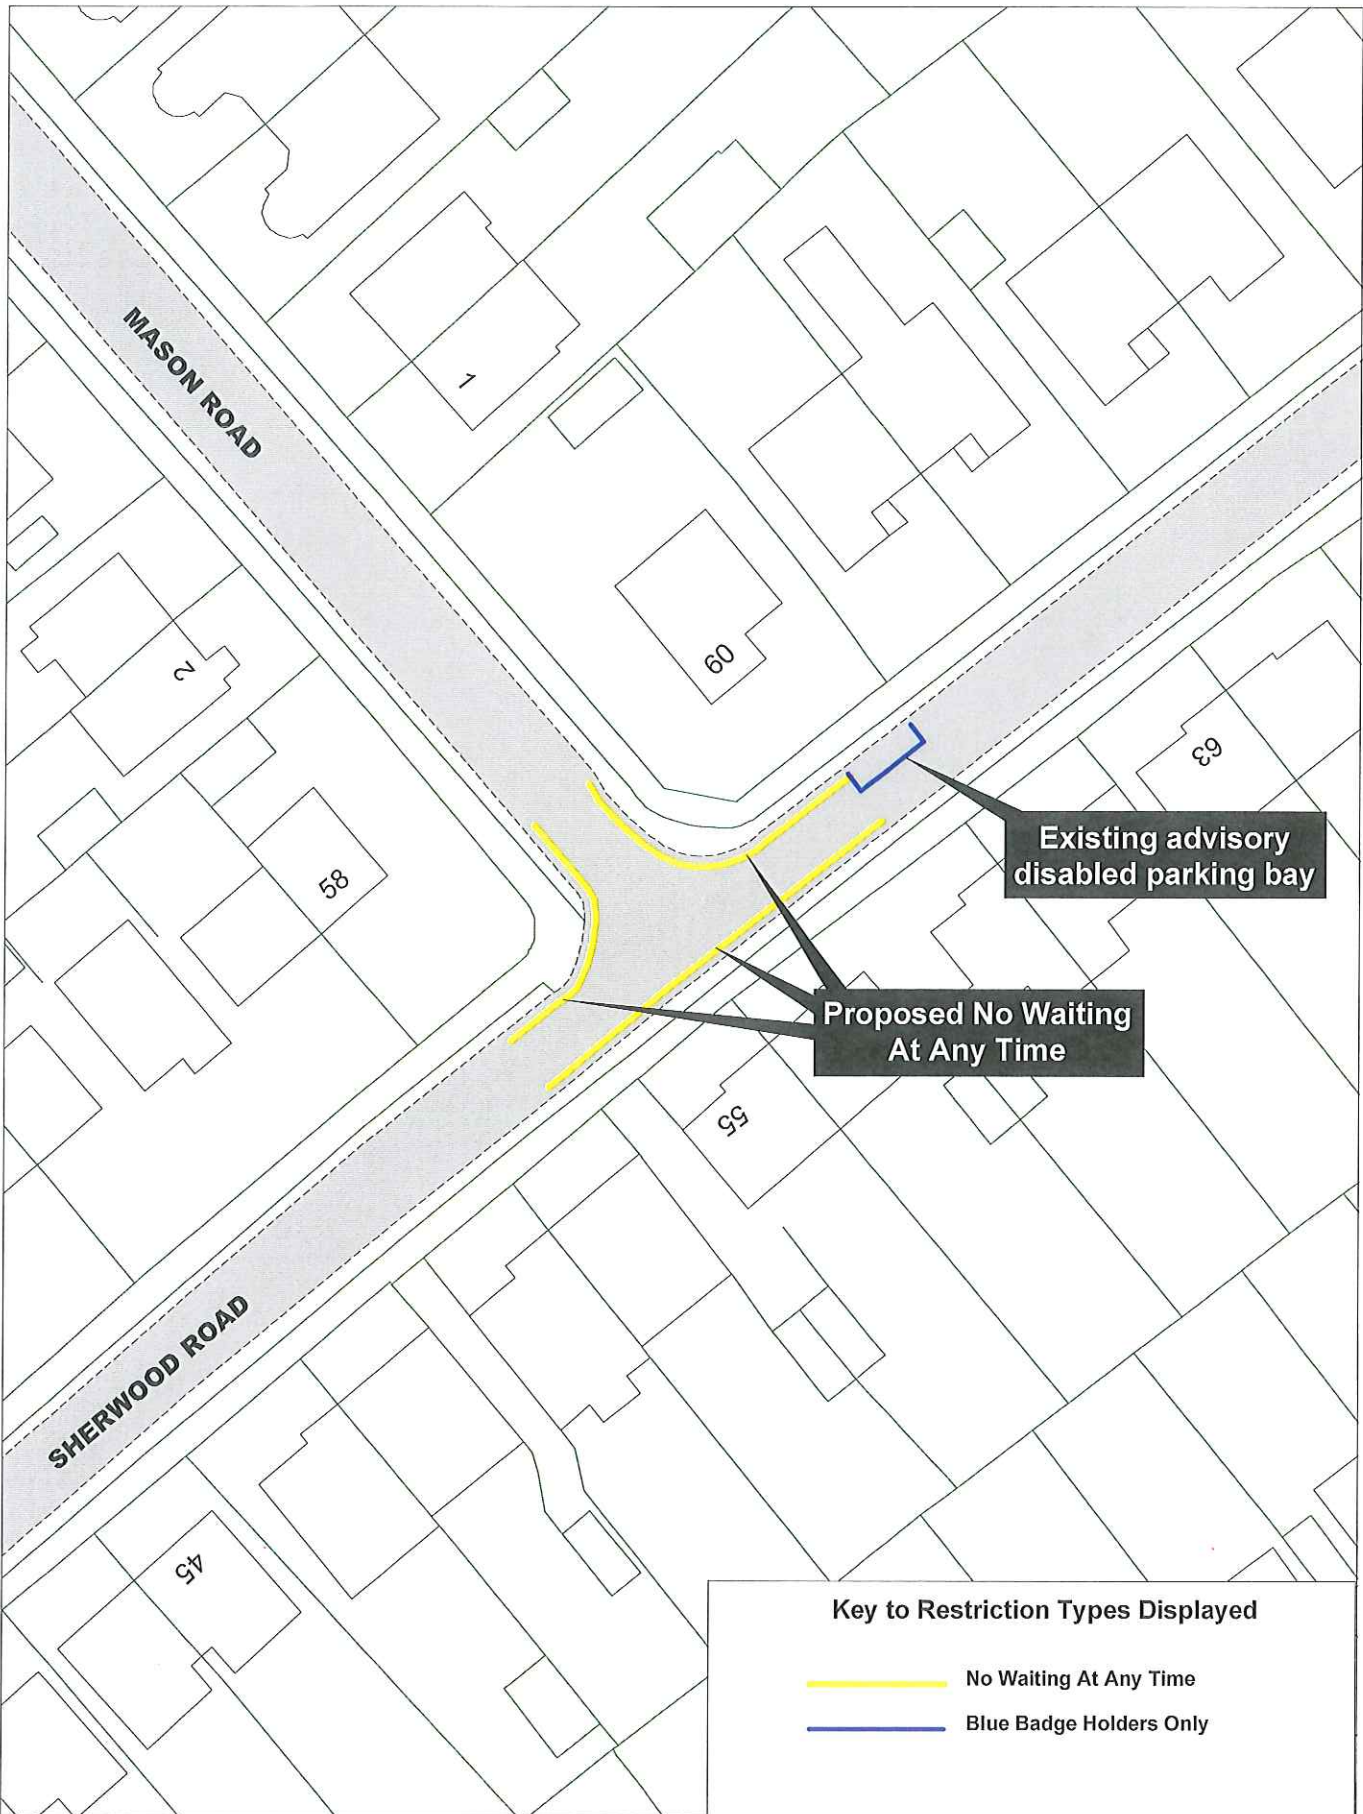 MASON ROAD
1
2
60
63
58
Existing advisory
disabled parking bay
Proposed No Waiting
At Any Time
55
SHERWOOD ROAD
45
Key to Restriction Types Displayed
No Waiting At Any Time
Blue Badge Holders Only